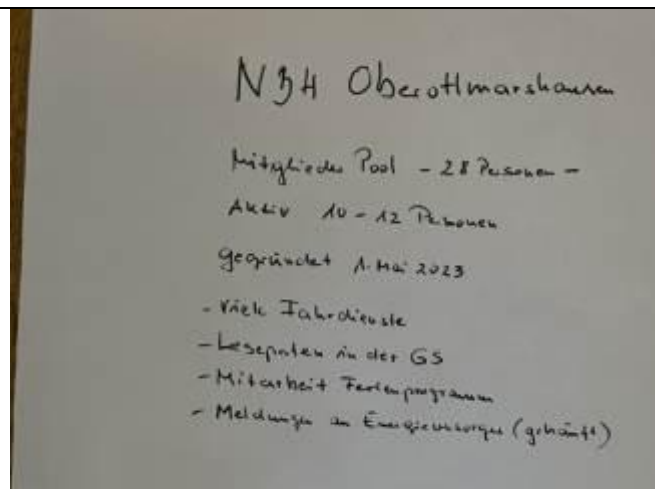 NBH Oberottmarshausen
Mitglieder Pool - 28 Personen -
Aktiv 10 - 12 Personen
Gegründet 1. Mai 2023
- Viele Fahrdienste
- Lesepaten in der GS
- Mitarbeit Ferienprogramm
- Meldungen an Energieversorger (gehäuft)